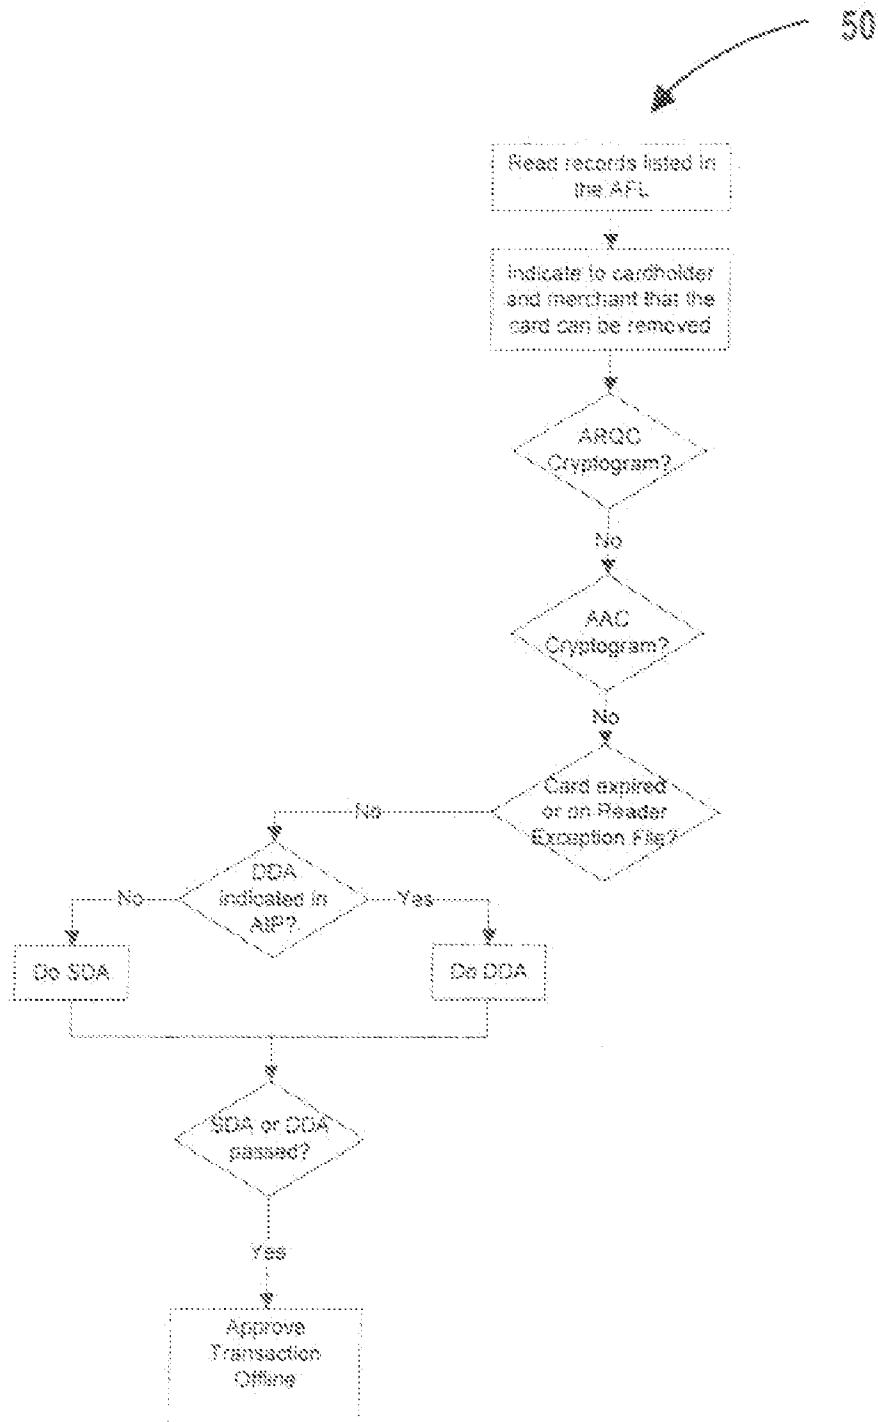 50
Read records listed in
the AFL
Indicate to cardholder
and merchant that the
card can be removed
ARQC
Cryptogram?
No
AAC
Cryptogram?
No
Card expired
or on Reader
Exception File?
No
DDA
indicated in
AIP?
No
Yes
Do SDA
Do DDA
SDA or DDA
passed?
Yes
Approve
Transaction
Offline